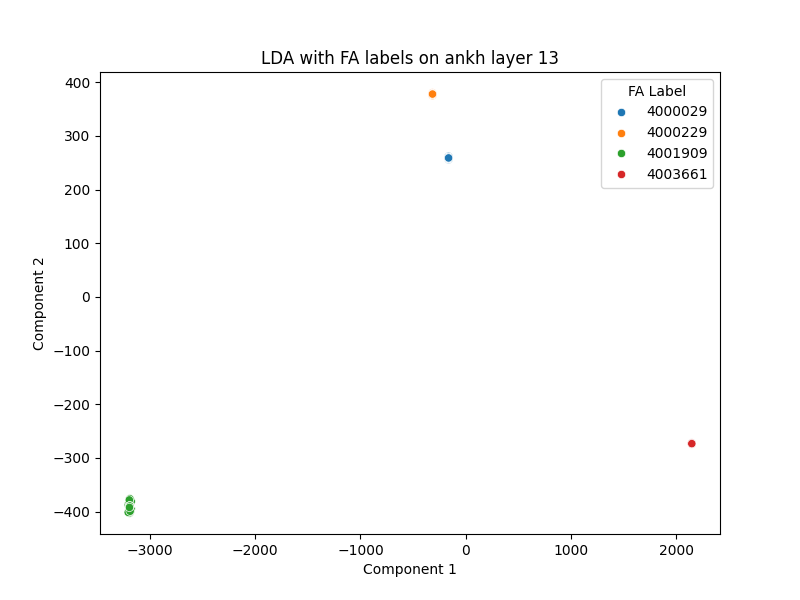 LDA with FA labels on ankh layer 13
FA Label
4000029
4000229
4001909
4003661
400
300
200
100
0
−100
−200
−300
−400
Component 2
−3000 −2000 −1000 0 1000 2000
Component 1